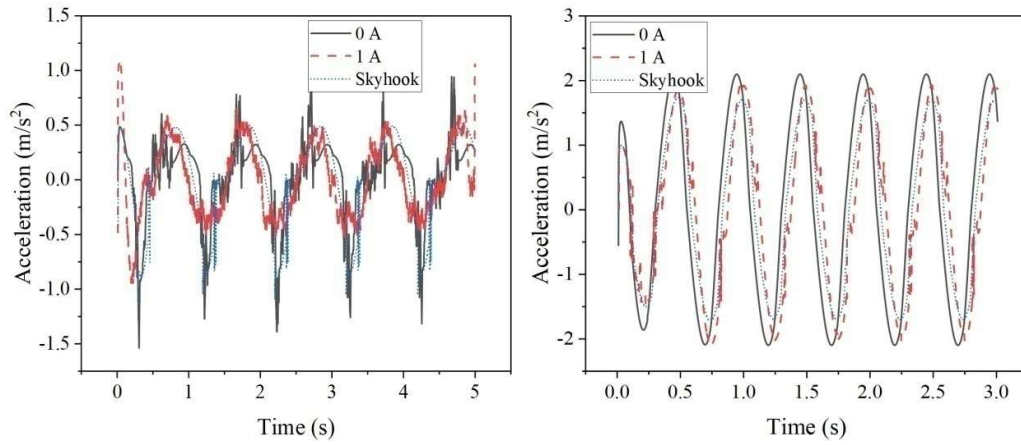 1.5
1.0
0.5
0.0
-0.5
-1.0
-1.5
Acceleration (m/s²)
0 1 2 3 4 5
Time (s)
0 A
1 A
Skyhook
3
2
1
0
-1
-2
Acceleration (m/s²)
0.0 0.5 1.0 1.5 2.0 2.5 3.0
Time (s)
0 A
1 A
Skyhook